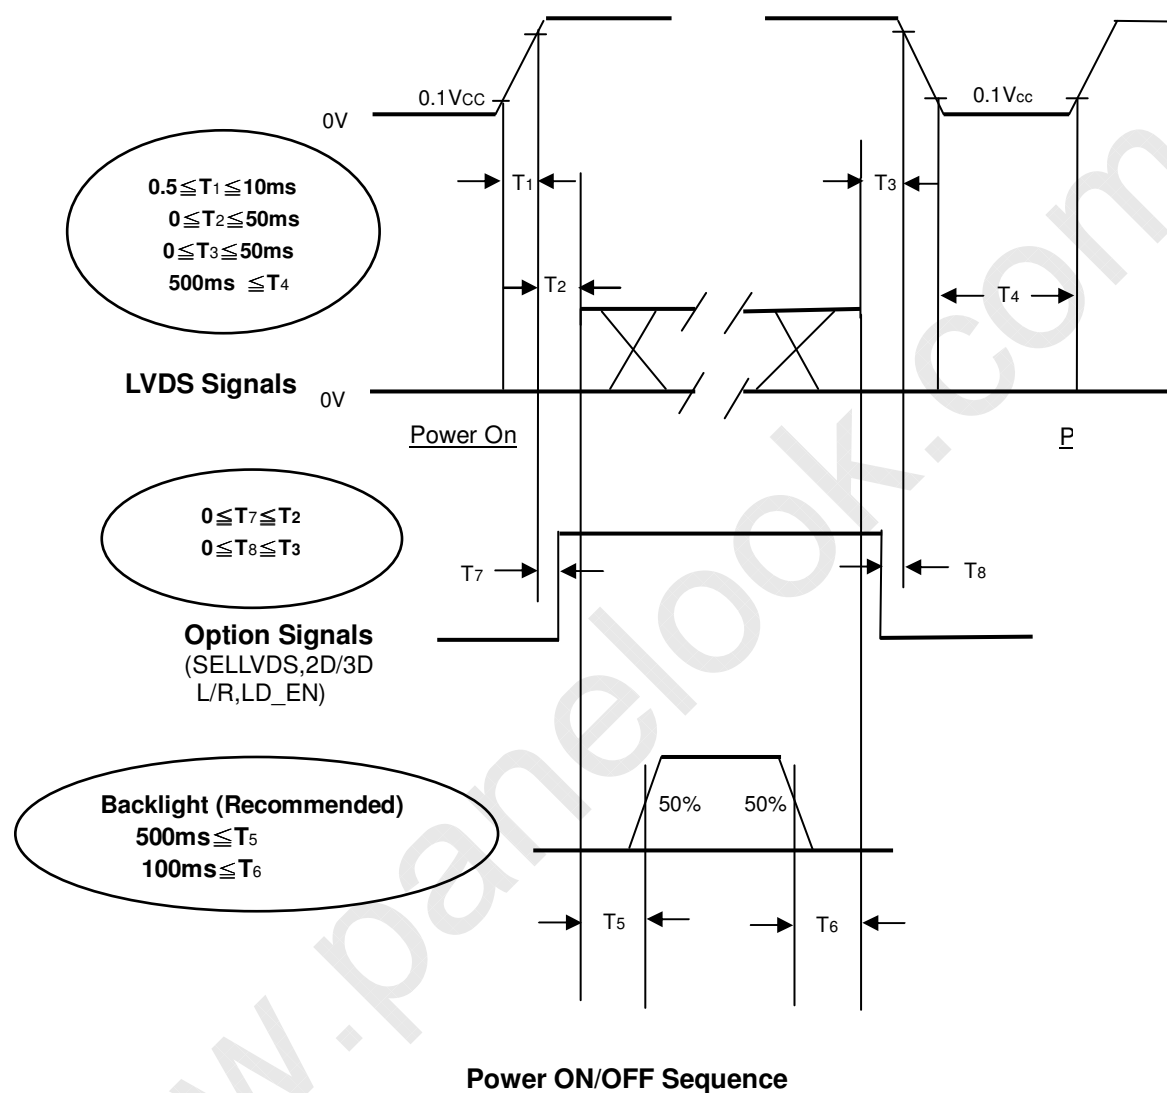 0.1VCC
0.1Vcc
0V
0.5≦T1≦10ms
0≦T2≦50ms
0≦T3≦50ms
500ms ≦T4
T1
T3
T2
T4
LVDS Signals
0V
Power On
P
0≦T7≦T2
0≦T8≦T3
T7
T8
Option Signals
(SELLVDS,2D/3D
L/R,LD_EN)
Backlight (Recommended)
500ms≦T5
100ms≦T6
50%
50%
T5
T6
Power ON/OFF Sequence
w.panelook.com